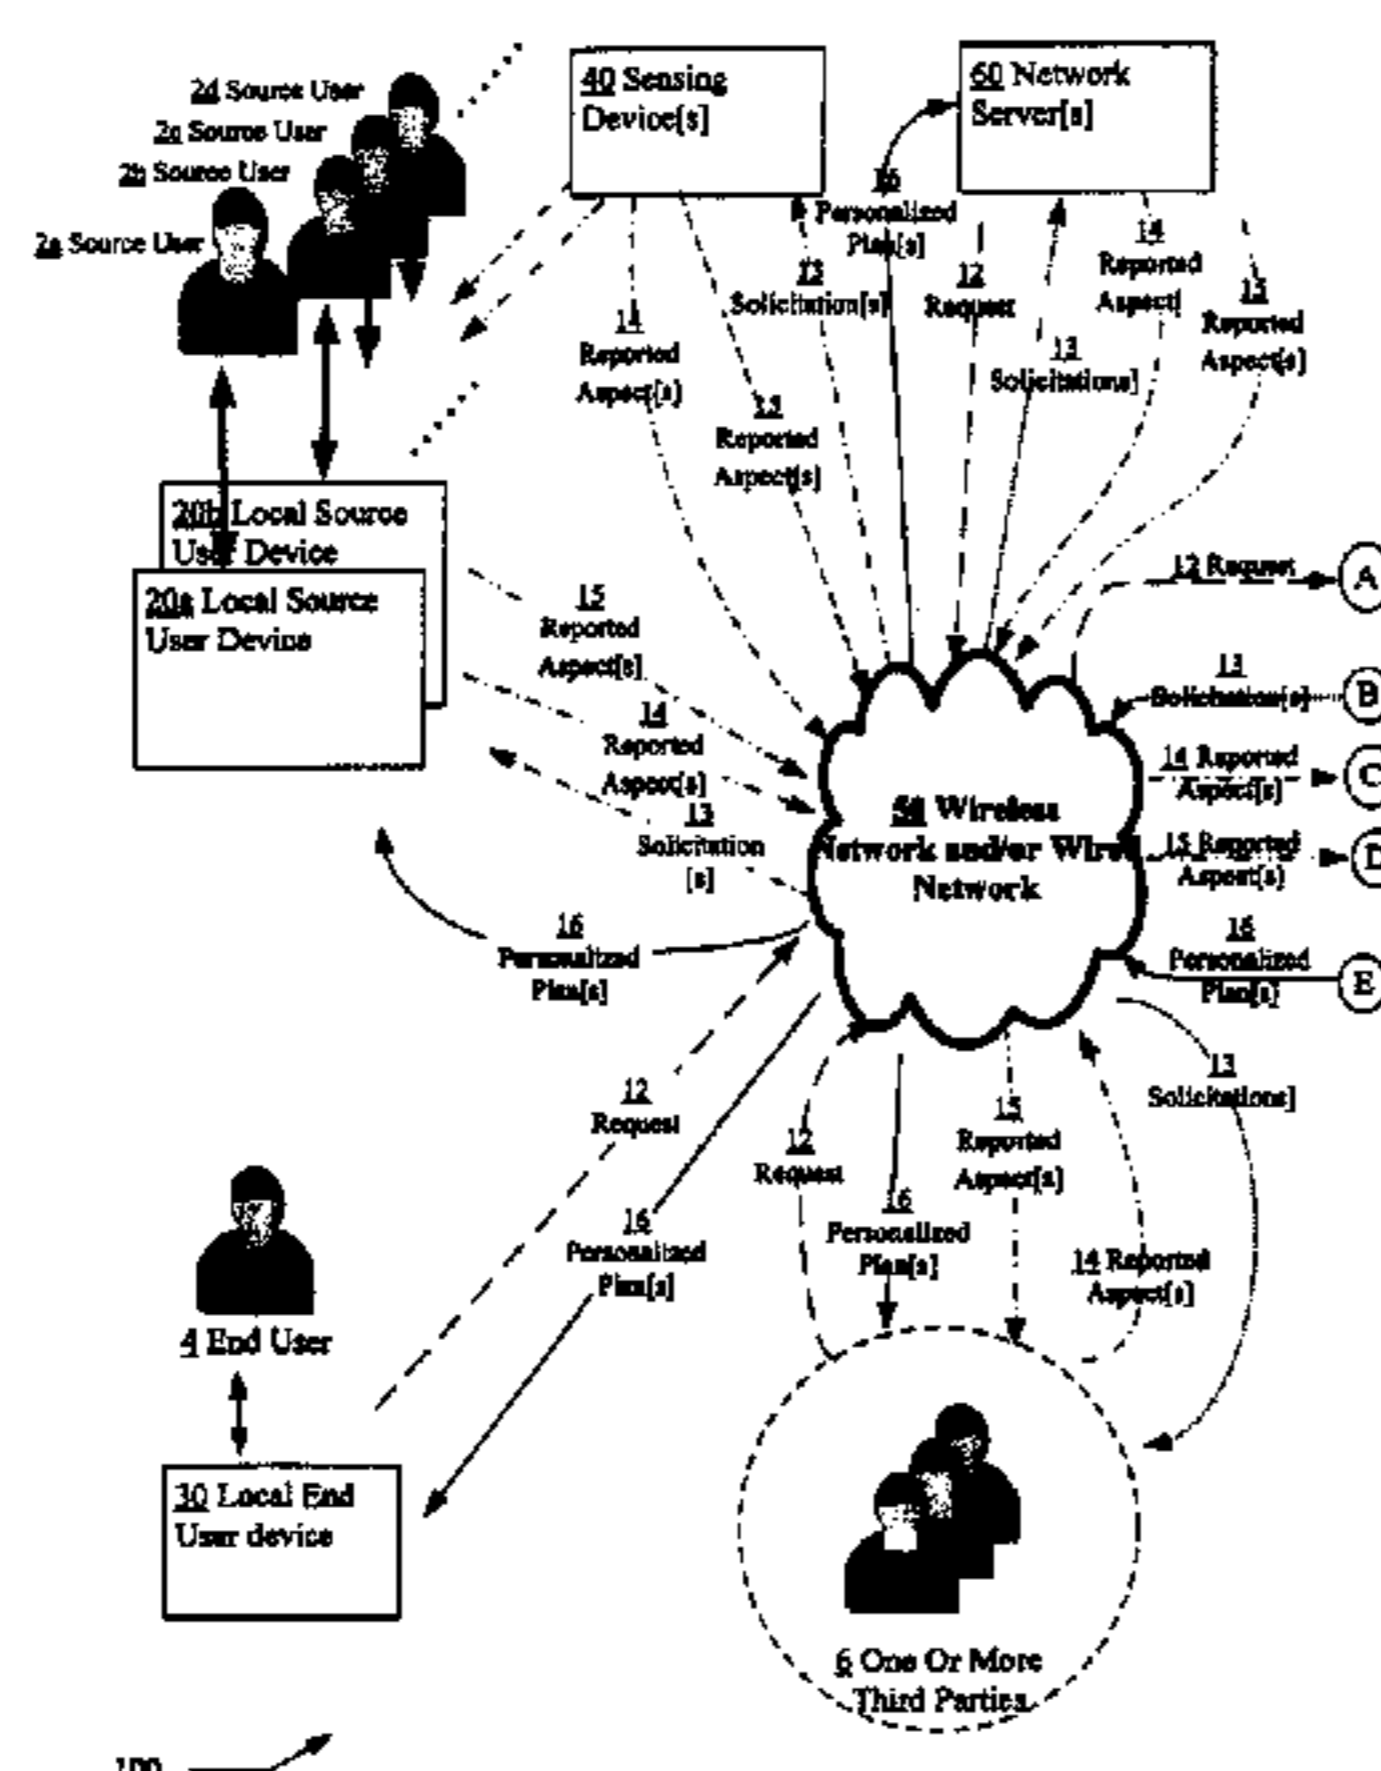 2d Source User
2c Source User
2b Source User
2a Source User
40 Sensing
Device[s]
60 Network
Server[s]
16
Personalized
Plan[s]
13
Solicitation[s]
12
Request
13
Solicitations]
14
Reported
Aspect[
15
Reported
Aspect[s]
14
Reported
Aspect[s]
15
Reported
Aspect[s]
20b Local Source
User Device
20a Local Source
User Device
15
Reported
Aspect[s]
14
Reported
Aspect[s]
13
Solicitation
[s]
16
Personalized
Plan[s]
50 Wireless
Network and/or Wired
Network
12 Request
A
13
Solicitation[s]
B
14 Reported
Aspect[s]
C
15 Reported
Aspect[s]
D
16
Personalized
Plan[s]
E
12
Request
16
Personalized
Plan[s]
12
Request
16
Personalized
Plan[s]
15
Reported
Aspect[s]
14 Reported
Aspect[s]
13
Solicitations]
4 End User
30 Local End
User device
6 One Or More
Third Parties
100